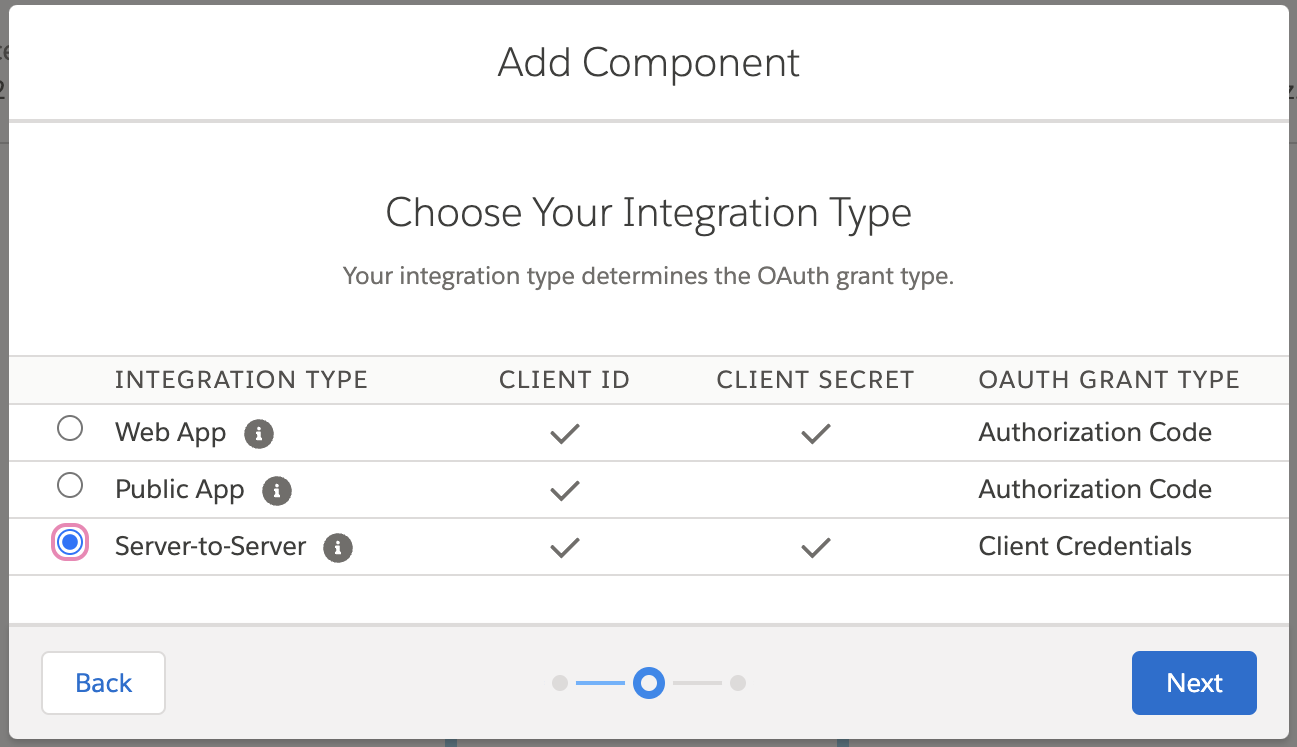 Add Component
Choose Your Integration Type
Your integration type determines the OAuth grant type.
INTEGRATION TYPE CLIENT ID CLIENT SECRET OAUTH GRANT TYPE
Web App Authorization Code
Public App Authorization Code
Server-to-Server Client Credentials
Back Next